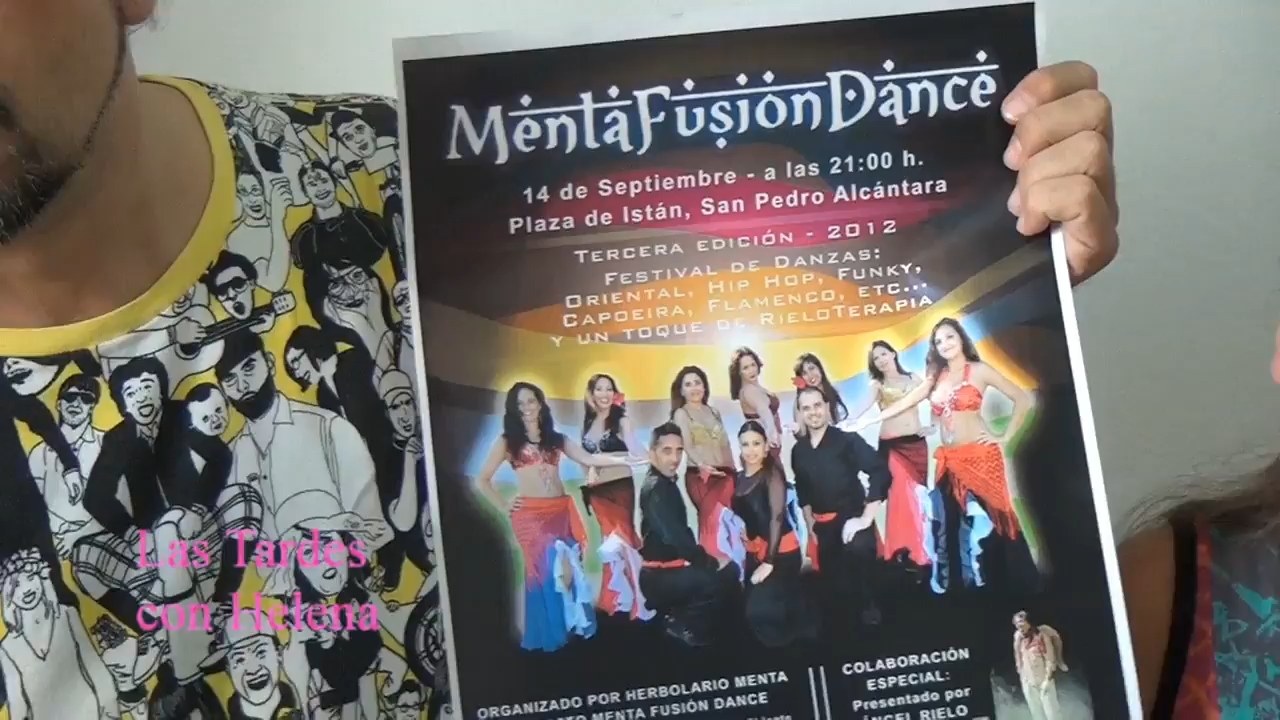 MentaFusionDance
14 de Septiembre - a las 21:00 h.
Plaza de Istán, San Pedro Alcántara
TERCERA EDICIÓN - 2012
FESTIVAL DE DANZAS:
ORIENTAL, HIP HOP, FUNKY,
CAPOEIRA, FLAMENCO, ETC...
Y UN TOQUE DE RIELOTERAPIA
Las Tardes
con Helena
ORGANIZADO POR HERBOLARIO MENTA
MENTA FUSIÓN DANCE
COLABORACIÓN
ESPECIAL:
Presentado por
ÁNGEL RIELO